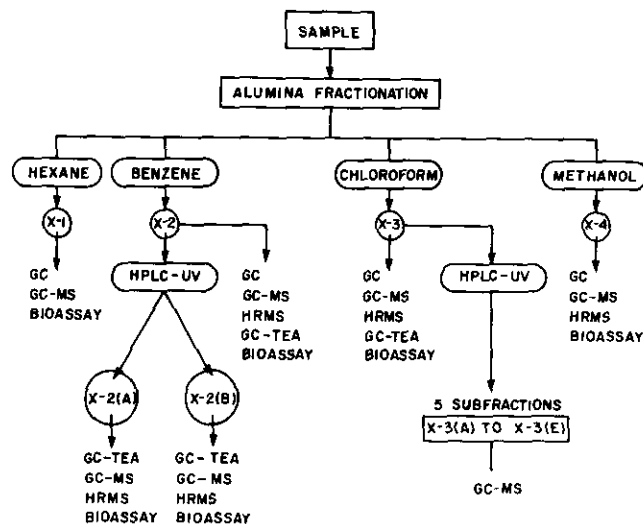 SAMPLE
ALUMINA FRACTIONATION
HEXANE
BENZENE
CHLOROFORM
METHANOL
X-1
X-2
X-3
X-4
GC
GC-MS
BIOASSAY
HPLC-UV
GC
GC-MS
HRMS
GC-TEA
BIOASSAY
GC
GC-MS
HRMS
GC-TEA
BIOASSAY
HPLC-UV
GC
GC-MS
HRMS
BIOASSAY
X-2(A)
X-2(B)
5 SUBFRACTIONS
X-3(A) TO X-3(E)
GC-TEA
GC-MS
HRMS
BIOASSAY
GC-TEA
GC-MS
HRMS
BIOASSAY
GC-MS